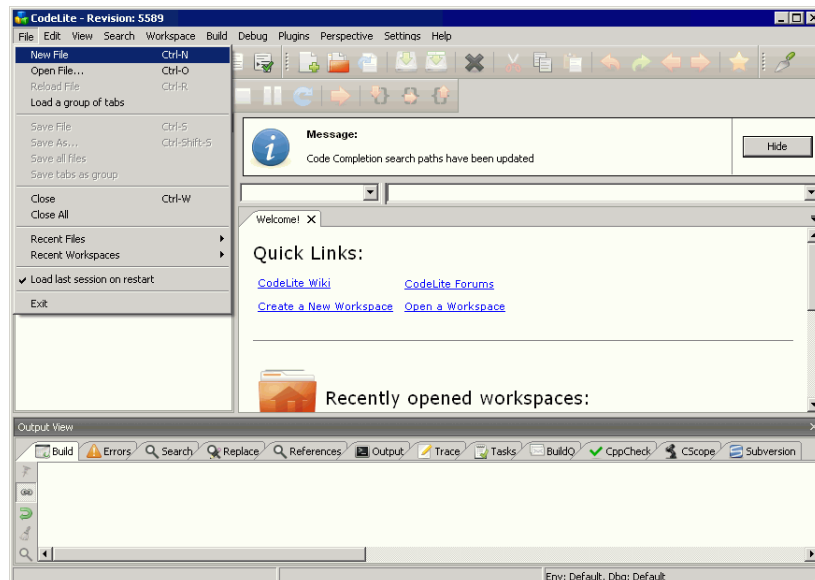 CodeLite - Revision: 5589
File Edit View Search Workspace Build Debug Plugins Perspective Settings Help
New File Ctrl-N
Open File... Ctrl-O
Reload File Ctrl-R
Load a group of tabs
Save File Ctrl-S
Save As... Ctrl-Shift-S
Save all files
Save tabs as group
Close Ctrl-W
Close All
Recent Files
Recent Workspaces
Load last session on restart
Exit
Message:
Code Completion search paths have been updated
Hide
Welcome!
Quick Links:
CodeLite Wiki CodeLite Forums
Create a New Workspace Open a Workspace
Recently opened workspaces:
Output View
Build Errors Search Replace References Output Trace Tasks BuildQ CppCheck CScope Subversion
Env: Default, Dbg: Default